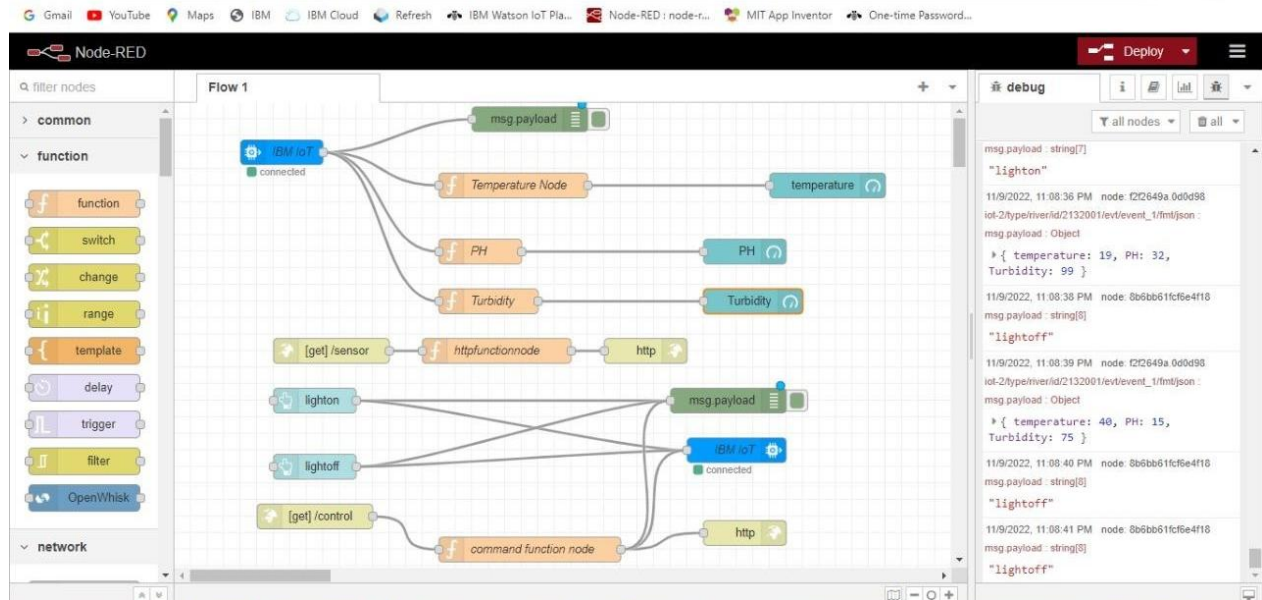 Gmail YouTube Maps IBM IBM Cloud Refresh IBM Watson IoT Pla... Node-RED : node-r... MIT App Inventor One-time Password...
Node-RED
Deploy
filter nodes
common
function
function
switch
change
range
template
delay
trigger
filter
OpenWhisk
network
Flow 1
msg.payload
IBM IoT
connected
Temperature Node
temperature
PH
PH
Turbidity
Turbidity
[get] /sensor
httpfunctionnode
http
lighton
msg.payload
IBM IoT
connected
lightoff
[get] /control
http
command function node
debug
all nodes
all
msg.payload : string[7]
"lighton"
11/9/2022, 11:08:36 PM node: f2f2649a.0d0d98
iot-2/type/river/id/2132001/evt/event_1/fmt/json :
msg.payload : Object
{ temperature: 19, PH: 32,
Turbidity: 99 }
11/9/2022, 11:08:38 PM node: 8b6bb61fcf6e4f18
msg.payload : string[8]
"lightoff"
11/9/2022, 11:08:39 PM node: f2f2649a.0d0d98
iot-2/type/river/id/2132001/evt/event_1/fmt/json :
msg.payload : Object
{ temperature: 40, PH: 15,
Turbidity: 75 }
11/9/2022, 11:08:40 PM node: 8b6bb61fcf6e4f18
msg.payload : string[8]
"lightoff"
11/9/2022, 11:08:41 PM node: 8b6bb61fcf6e4f18
msg.payload : string[8]
"lightoff"